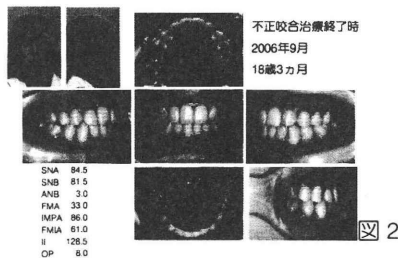 不正咬合治療終了時
2006年9月
18歳3ヵ月
SNA 84.5
SNB 81.5
ANB 3.0
FMA 33.0
IMPA 86.0
FMIA 61.0
II 128.5
OP 8.0
図 2